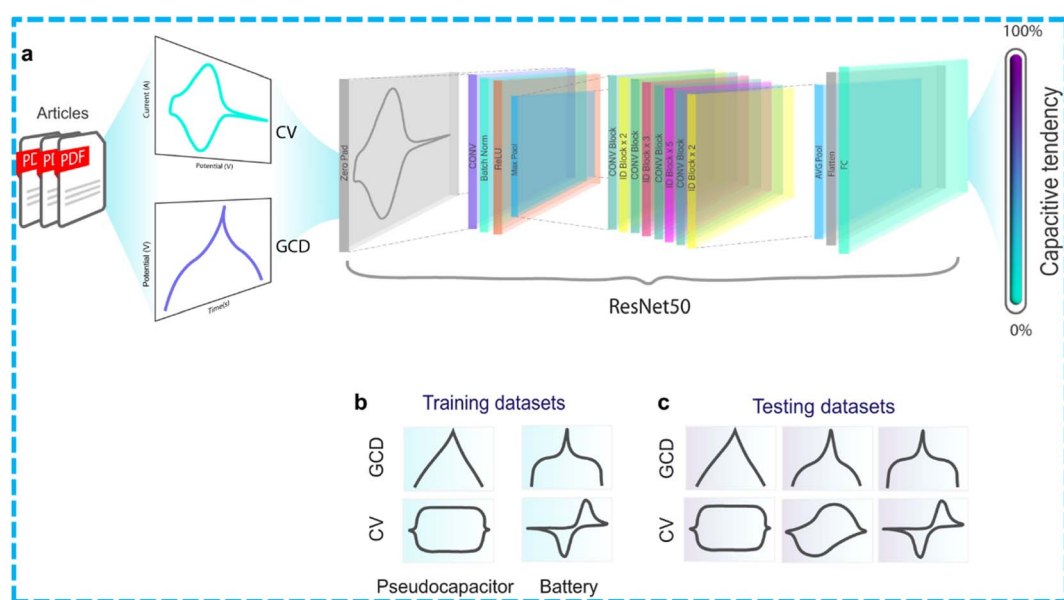 a
Articles
PDF
PDF
PDF
Current (A)
Potential (V)
CV
Potential (V)
Time(s)
GCD
Zero Pad
CONV
Batch Norm
ReLU
Max Pool
CONV Block
ID Block x 2
CONV Block
ID Block x 3
CONV Block
ID Block x 5
CONV Block
ID Block x 2
AVG Pool
Flatten
FC
ResNet50
100%
Capacitive tendency
0%
b
Training datasets
GCD
CV
Pseudocapacitor
Battery
c
Testing datasets
GCD
CV